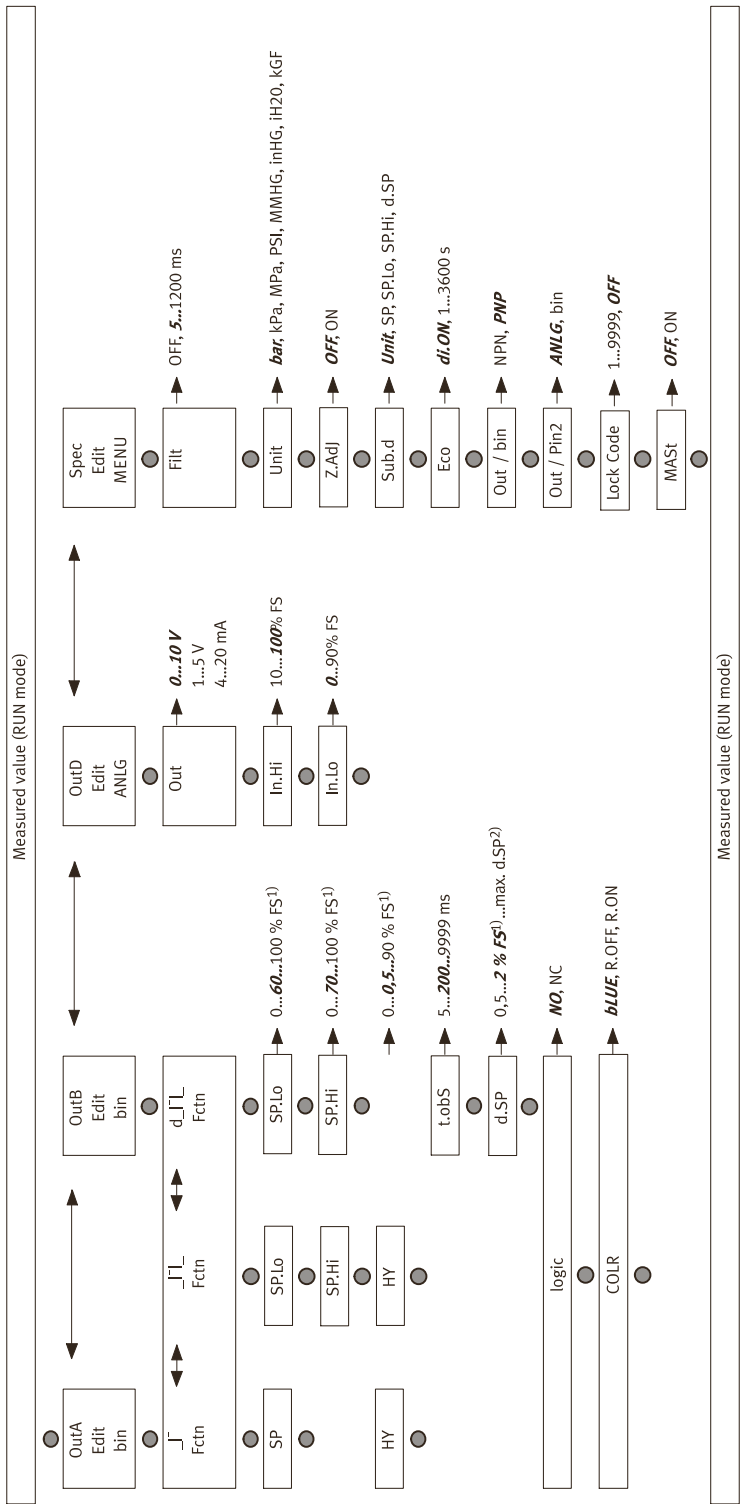 Measured value (RUN mode)
OutA
Edit
bin
OutB
Edit
bin
OutD
Edit
ANLG
Spec
Edit
MENU
Fctn
Fctn
d
Fctn
Out
0...10 V
1...5 V
4...20 mA
Filt
OFF, 5...1200 ms
SP
SP.Lo
SP.Lo
0...60...100 % FS1)
In.Hi
10...100% FS
Unit
bar, kPa, MPa, PSI, MMHG, inHG, iH20, kGF
SP.Hi
SP.Hi
0...70...100 % FS1)
In.Lo
0...90% FS
Z.AdJ
OFF, ON
HY
HY
0...0,5...90 % FS1)
Sub.d
Unit, SP, SP.Lo, SP.Hi, d.SP
t.obS
5...200...9999 ms
Eco
di.ON, 1...3600 s
d.SP
0,5...2 % FS1)...max. d.SP2)
Out / bin
NPN, PNP
logic
NO, NC
Out / Pin2
ANLG, bin
COLR
bLUE, R.OFF, R.ON
Lock Code
1...9999, OFF
MASt
OFF, ON
Measured value (RUN mode)